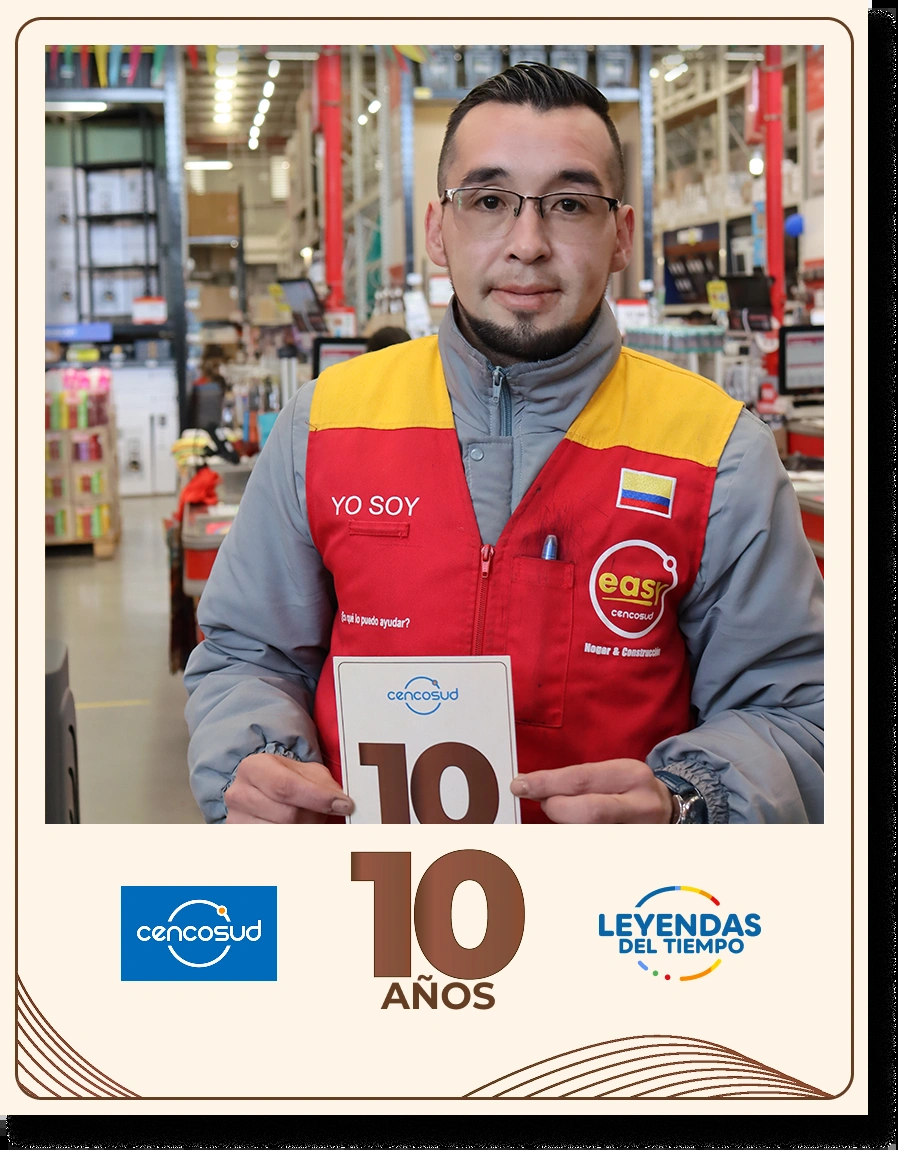 YO SOY
¿En qué lo puedo ayudar?
easy
cencosud
Hogar & Construcción
cencosud
10
cencosud
10
AÑOS
LEYENDAS
DEL TIEMPO